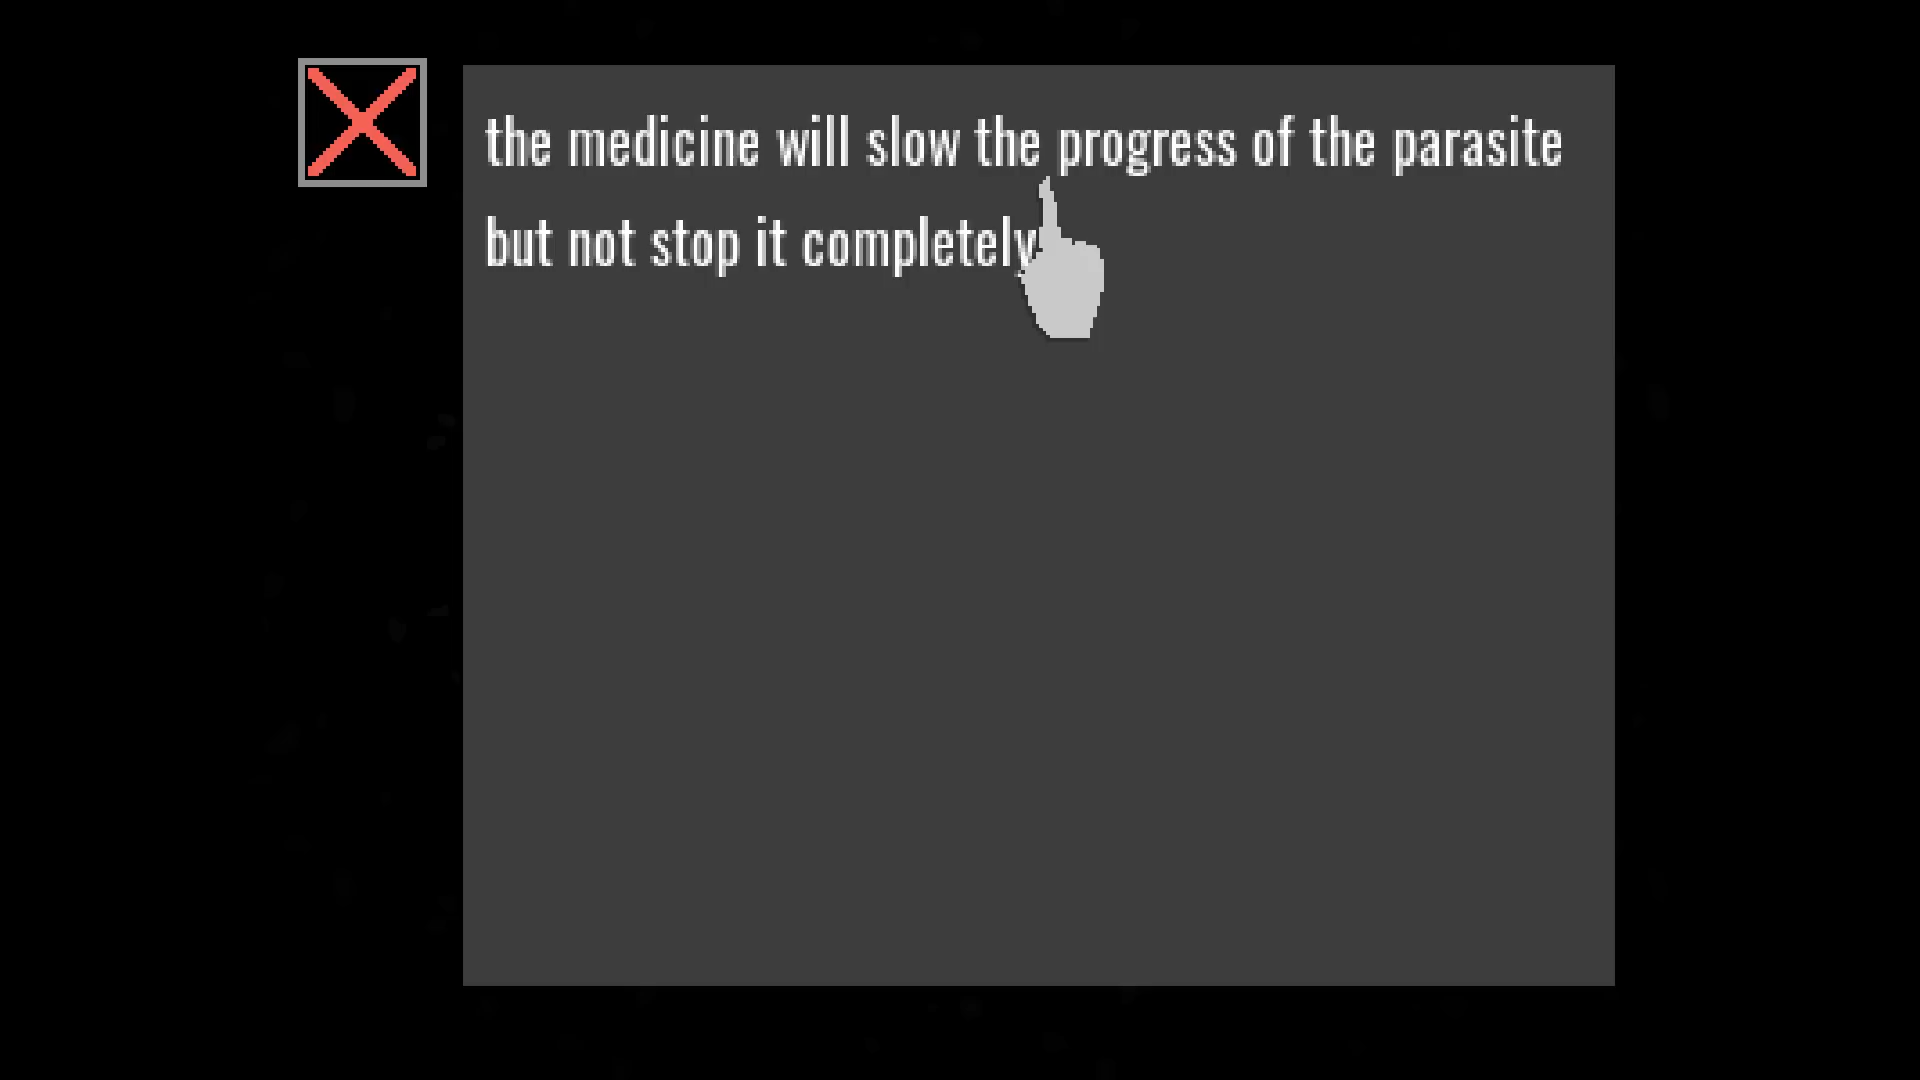 the medicine will slow the progress of the parasite
but not stop it completely